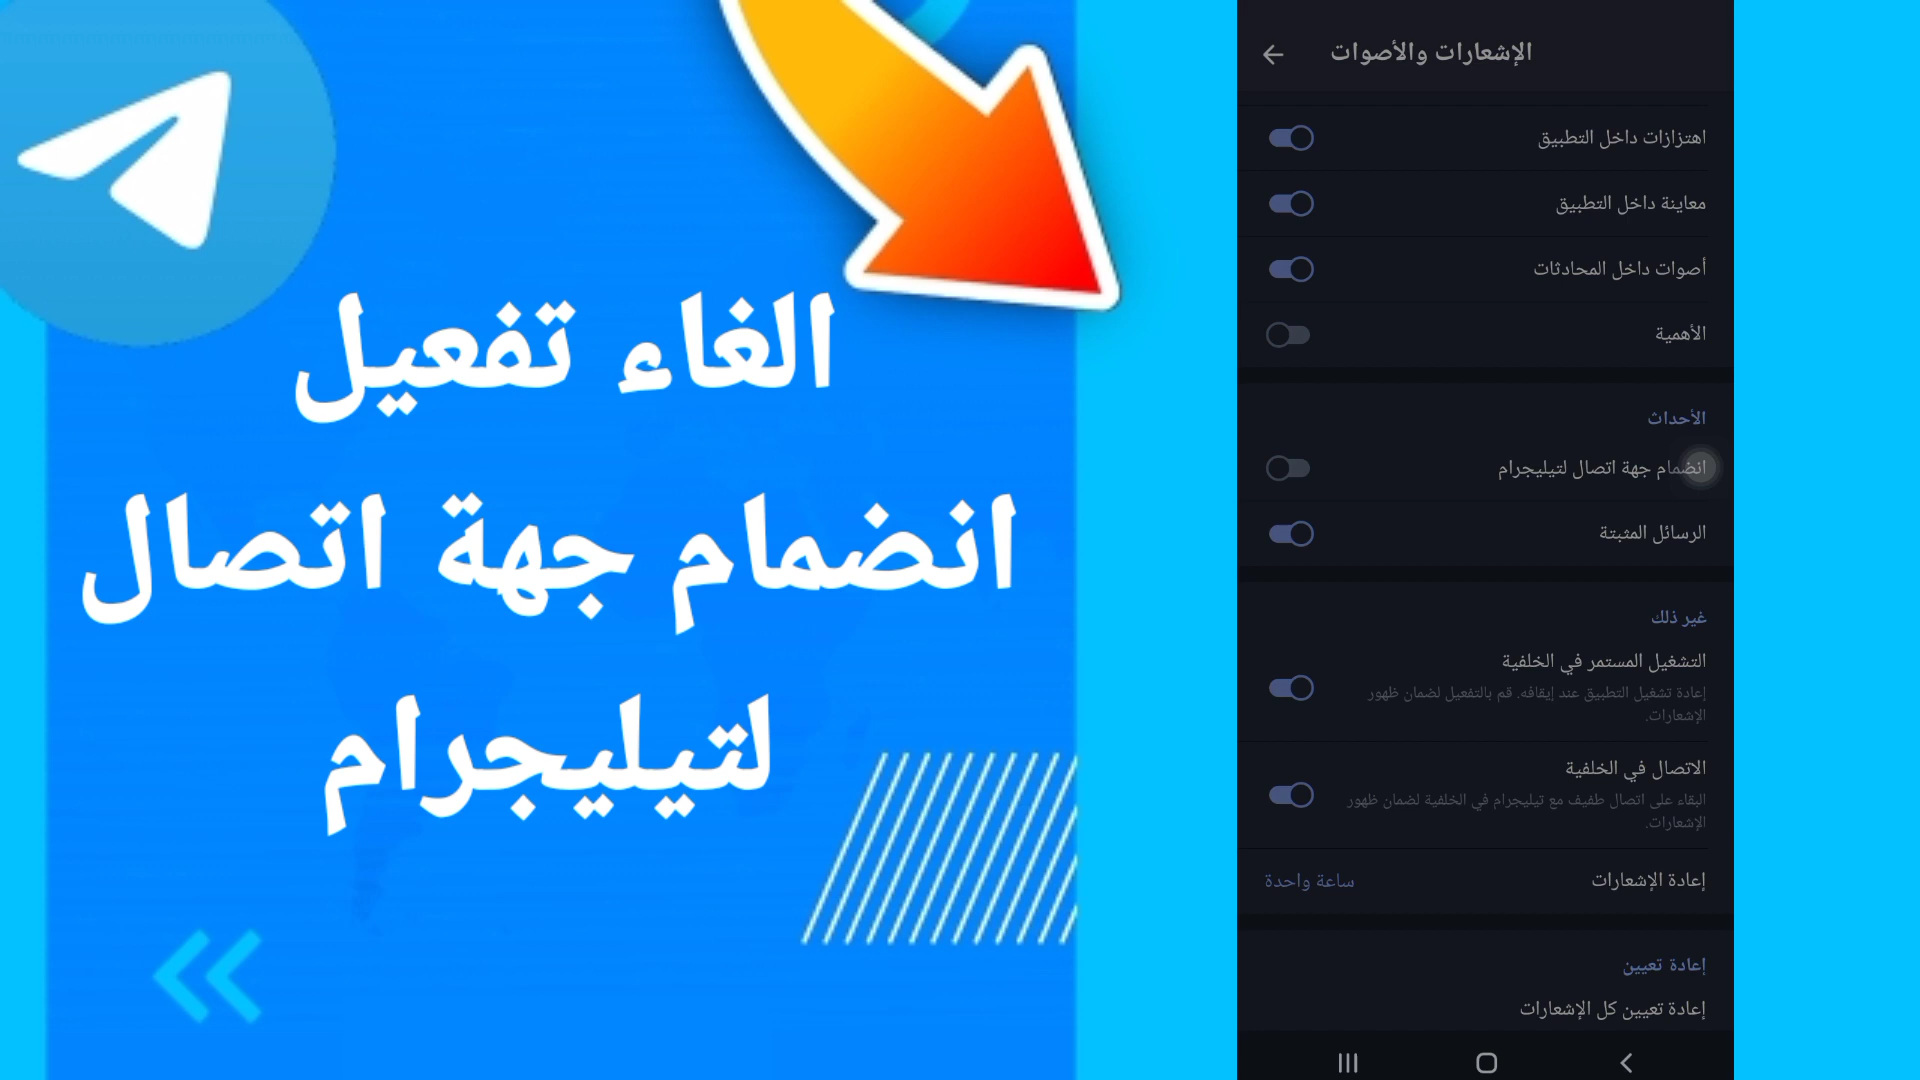 الغاء تفعيل
انضمام جهة اتصال
لتيليجرام
الإشعارات والأصوات
اهتزازات داخل التطبيق
معاينة داخل التطبيق
أصوات داخل المحادثات
الأهمية
الأحداث
انضمام جهة اتصال لتيليجرام
الرسائل المثبتة
غير ذلك
التشغيل المستمر في الخلفية
إعادة تشغيل التطبيق عند إيقافه. قم بالتفعيل لضمان ظهور
الإشعارات.
الاتصال في الخلفية
البقاء على اتصال طفيف مع تيليجرام في الخلفية لضمان ظهور
الإشعارات.
إعادة الإشعارات
ساعة واحدة
إعادة تعيين
إعادة تعيين كل الإشعارات